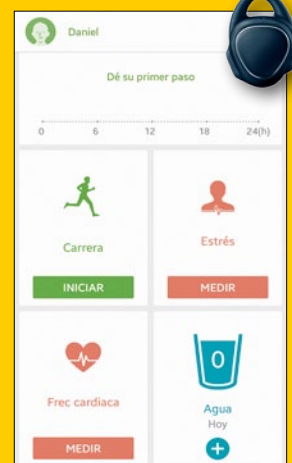 Daniel
Dé su primer paso
0 6 12 18 24(h)
Carrera
INICIAR
Estrés
MEDIR
Frec cardiaca
MEDIR
0
Agua
Hoy